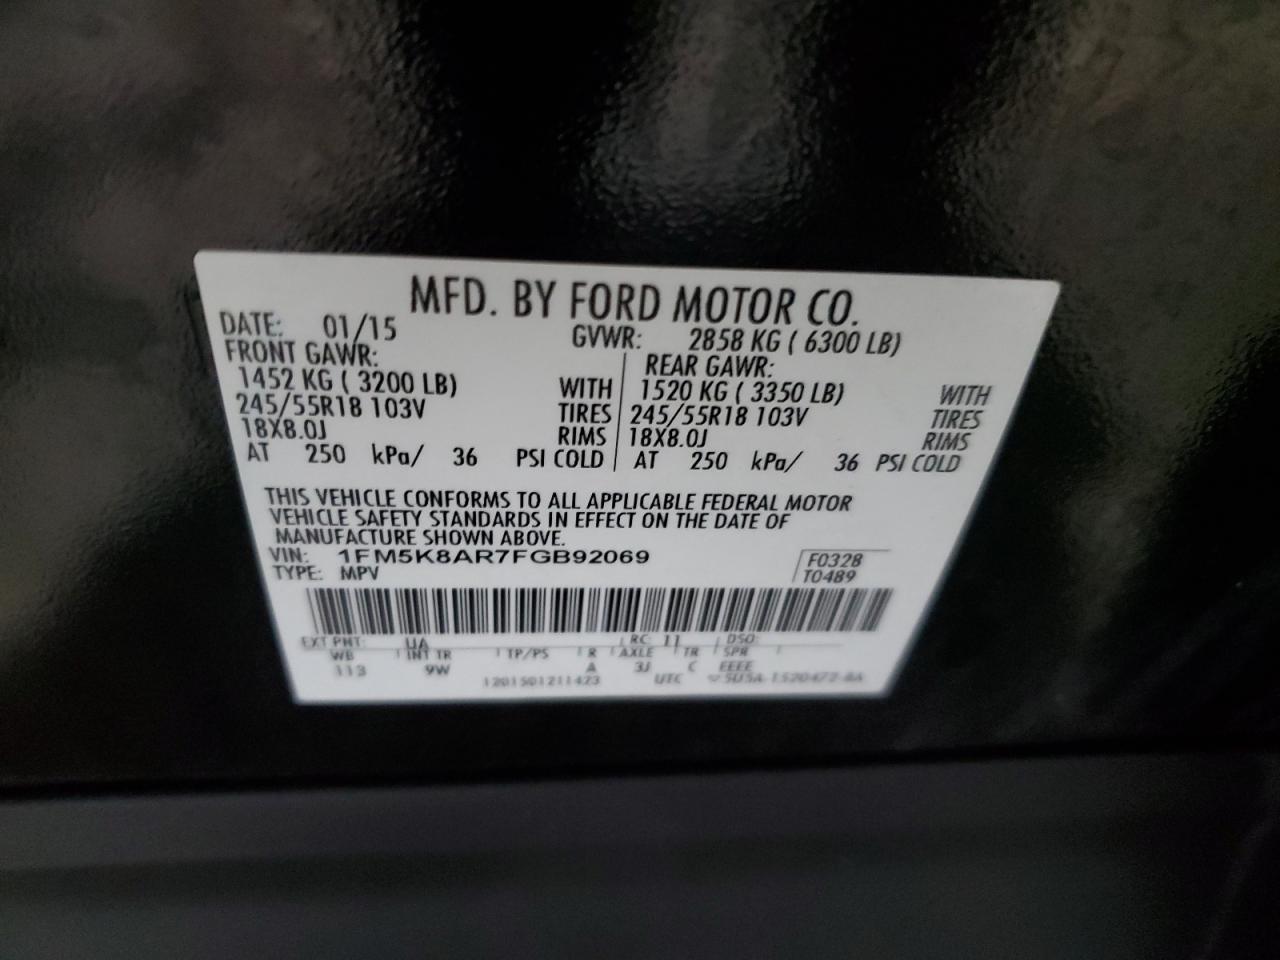 MFD. BY FORD MOTOR CO.
DATE: 01/15 GVWR: 2858 KG ( 6300 LB)
FRONT GAWR: REAR GAWR:
1452 KG ( 3200 LB) WITH 1520 KG ( 3350 LB) WITH
245/55R18 103V TIRES 245/55R18 103V TIRES
18X8.0J RIMS 18X8.0J RIMS
AT 250 kPa/ 36 PSI COLD AT 250 kPa/ 36 PSI COLD
THIS VEHICLE CONFORMS TO ALL APPLICABLE FEDERAL MOTOR
VEHICLE SAFETY STANDARDS IN EFFECT ON THE DATE OF
MANUFACTURE SHOWN ABOVE.
VIN: 1FM5K8AR7FGB92069 F0328
TYPE: MPV T0489
EXT PNT: UA RC: 11 DSO:
WB INT TR TP/PS R AXLE TR SPR
113 9W A 3J C EEEE
1201501211423 UTC